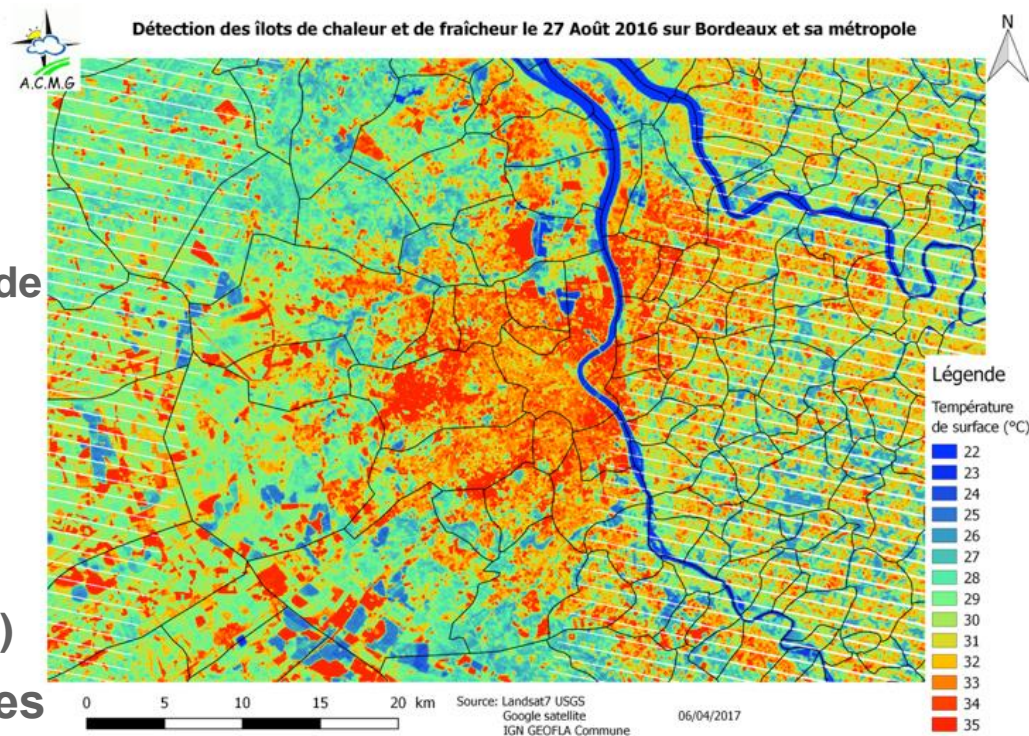 Détection des îlots de chaleur et de fraîcheur le 27 Août 2016 sur Bordeaux et sa métropole
N
A.C.M.G
de
)
es
Légende
Température
de surface (°C)
22
23
24
25
26
27
28
29
30
31
32
33
34
35
0 5 10 15 20 km
Source: Landsat7 USGS
Google satellite
IGN GEOFLA Commune
06/04/2017